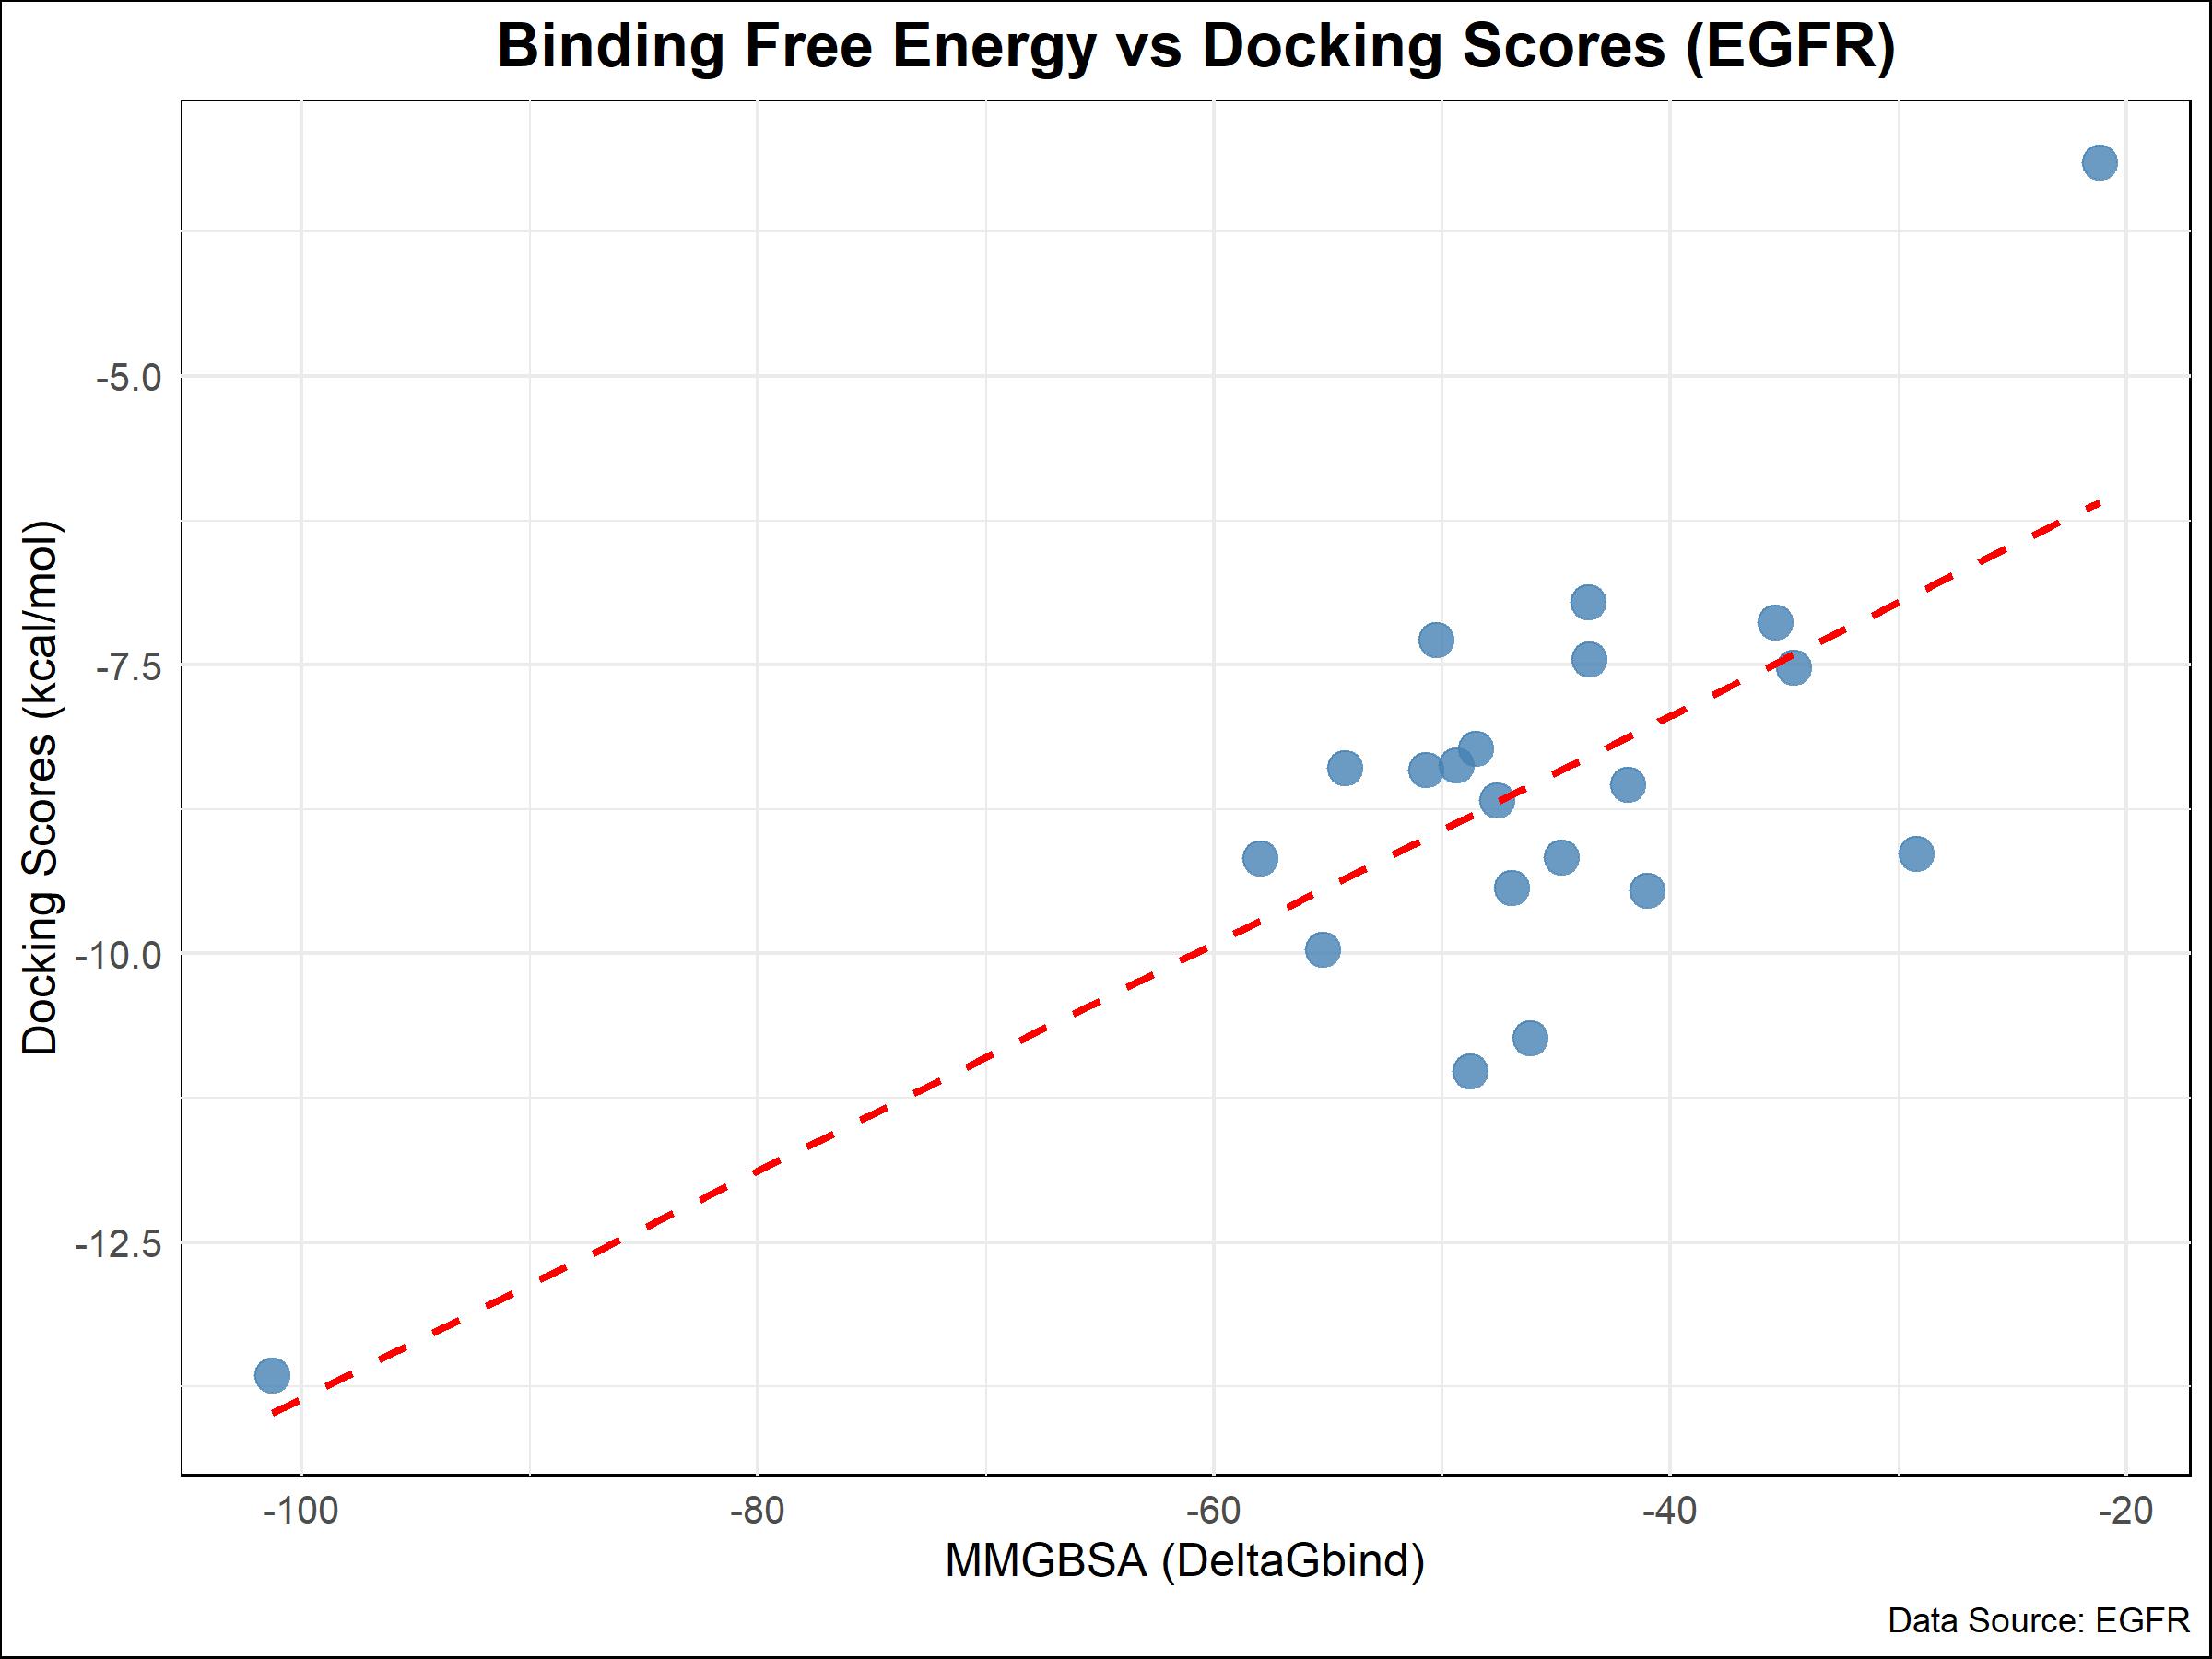 Binding Free Energy vs Docking Scores (EGFR)
Docking Scores (kcal/mol)
-5.0
-7.5
-10.0
-12.5
-100
-80
-60
-40
-20
MMGBSA (DeltaGbind)
Data Source: EGFR